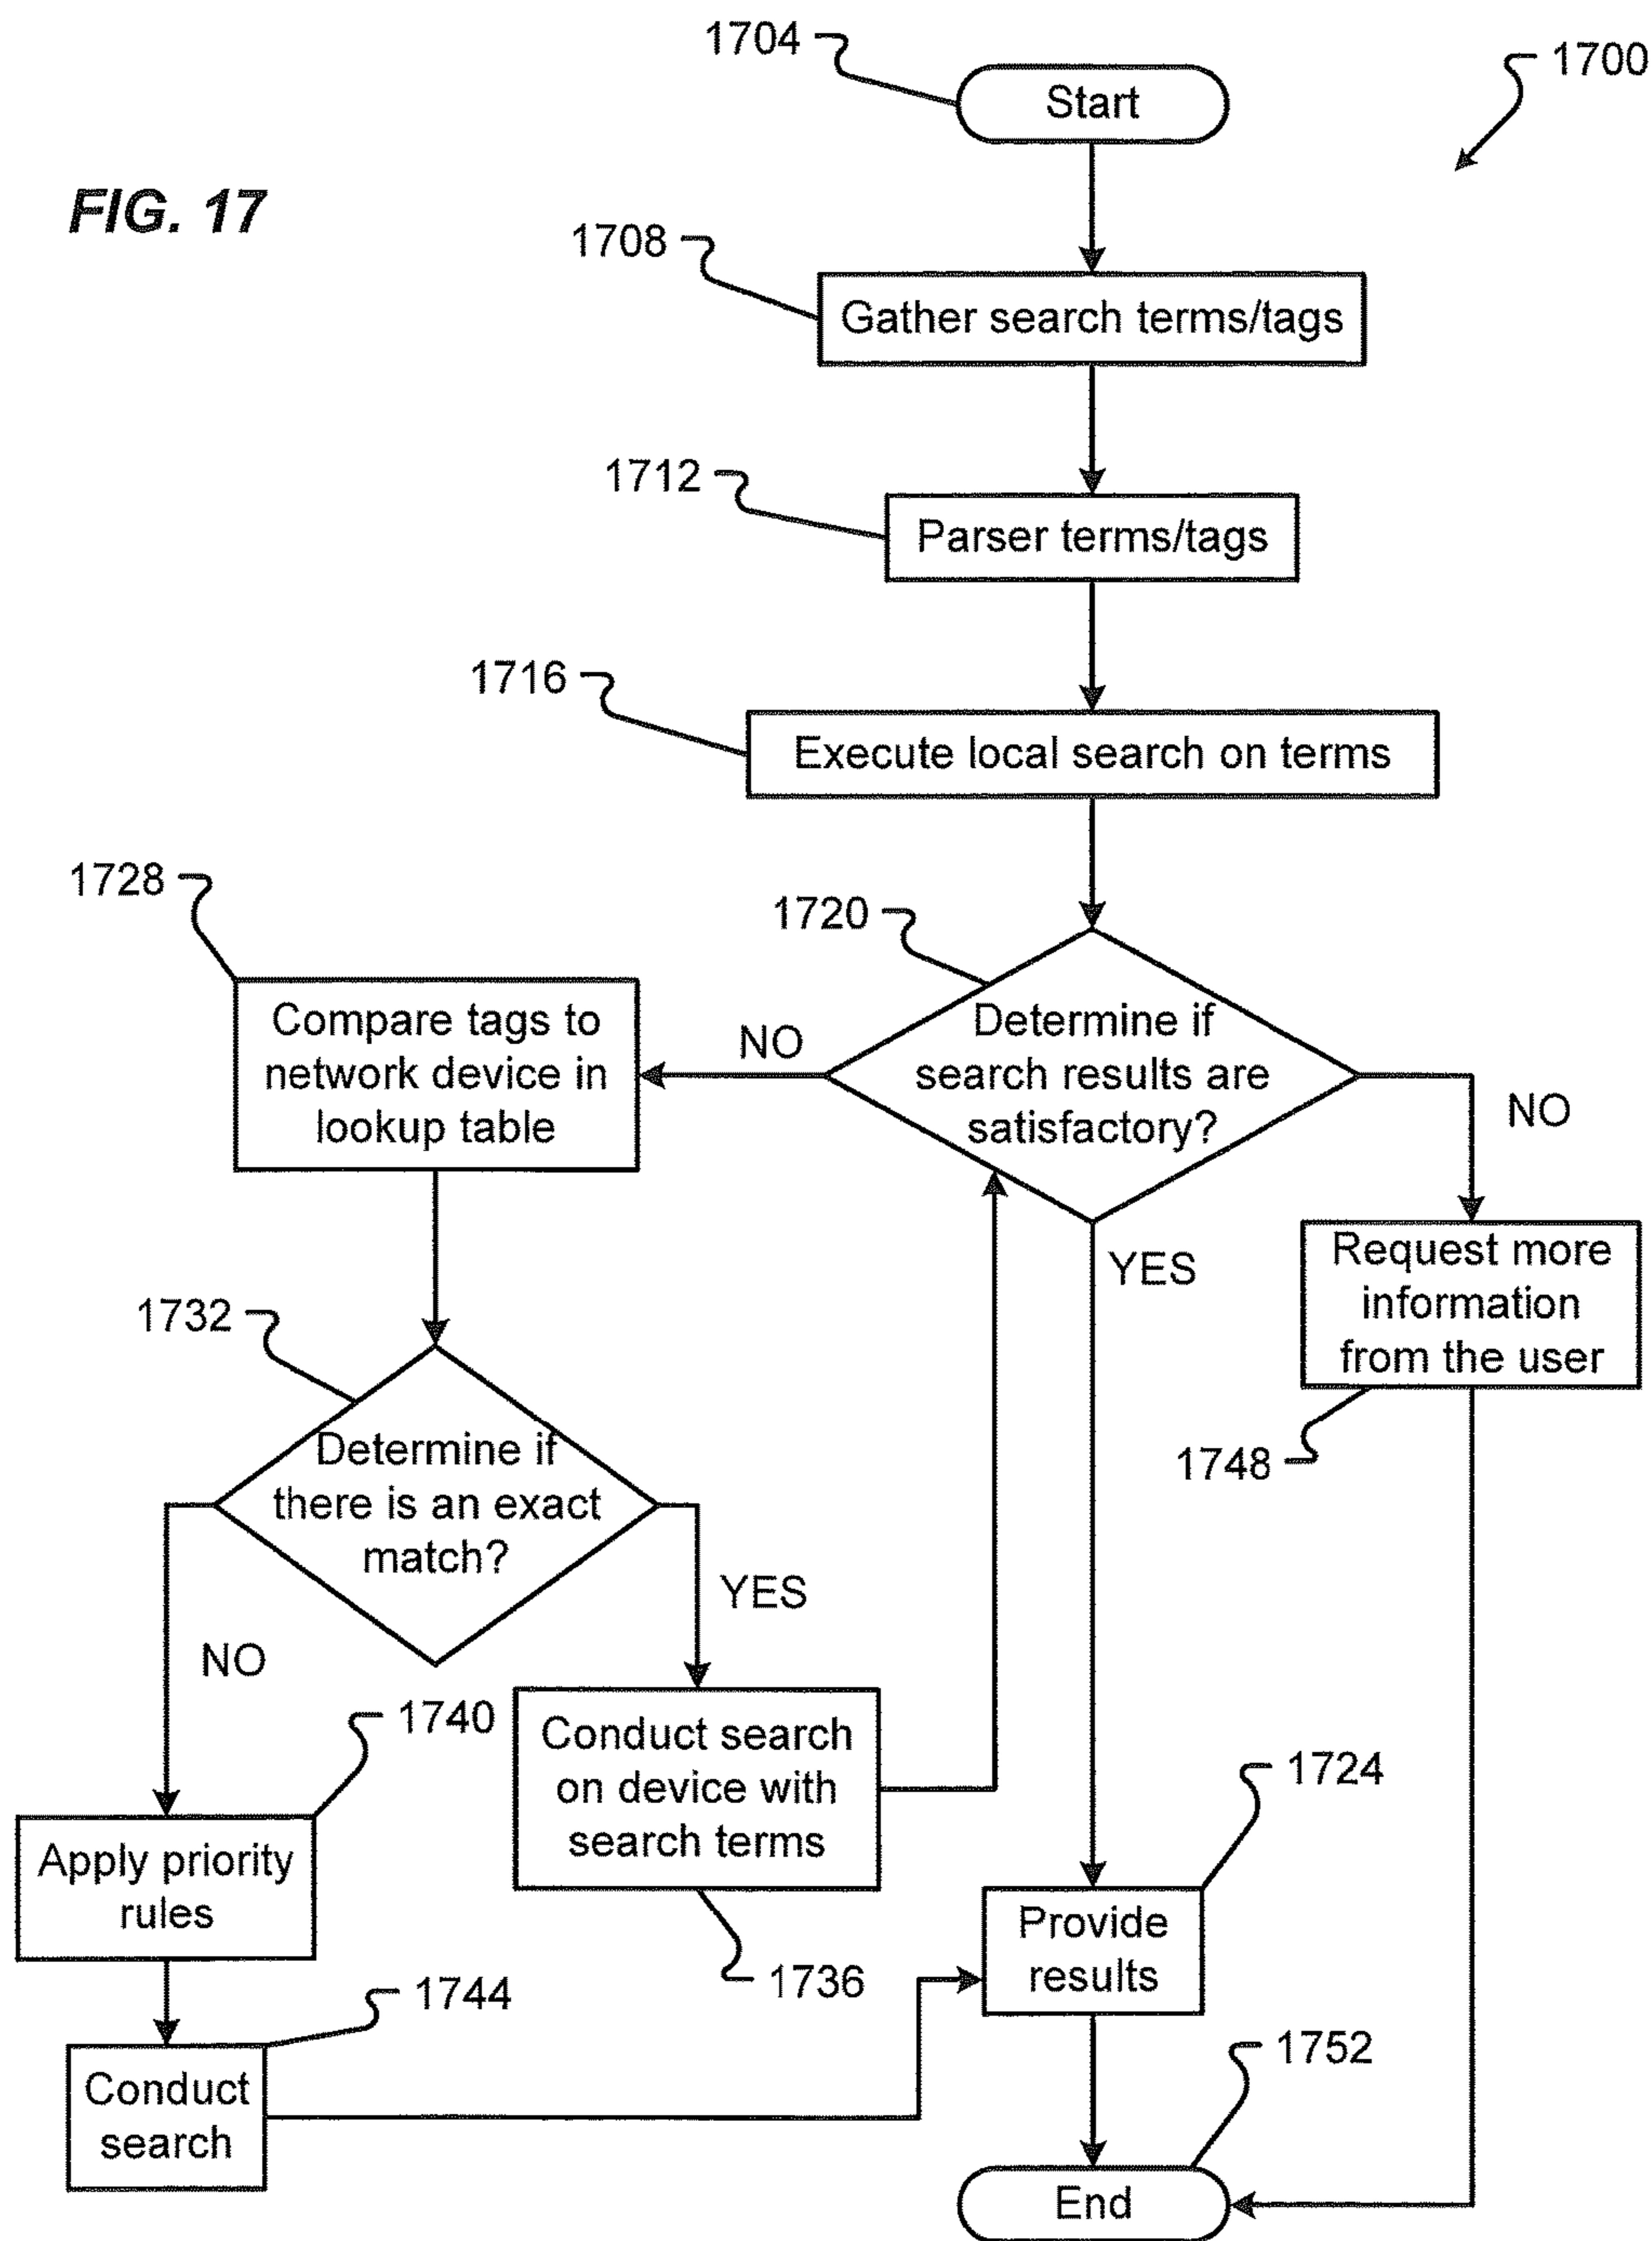 1704
Start
1700
FIG. 17
1708
Gather search terms/tags
1712
Parser terms/tags
1716
Execute local search on terms
1728
1720
Compare tags to
network device in
lookup table
NO
Determine if
search results are
satisfactory?
NO
YES
Request more
information
from the user
1748
1732
Determine if
there is an exact
match?
YES
NO
1740
Apply priority
rules
Conduct search
on device with
search terms
1736
1724
Provide
results
1744
Conduct
search
1752
End